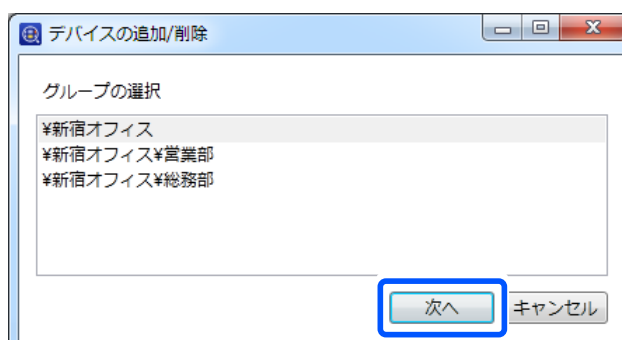 デバイスの追加/削除
グループの選択
¥新宿オフィス
¥新宿オフィス¥営業部
¥新宿オフィス¥総務部
次へ キャンセル